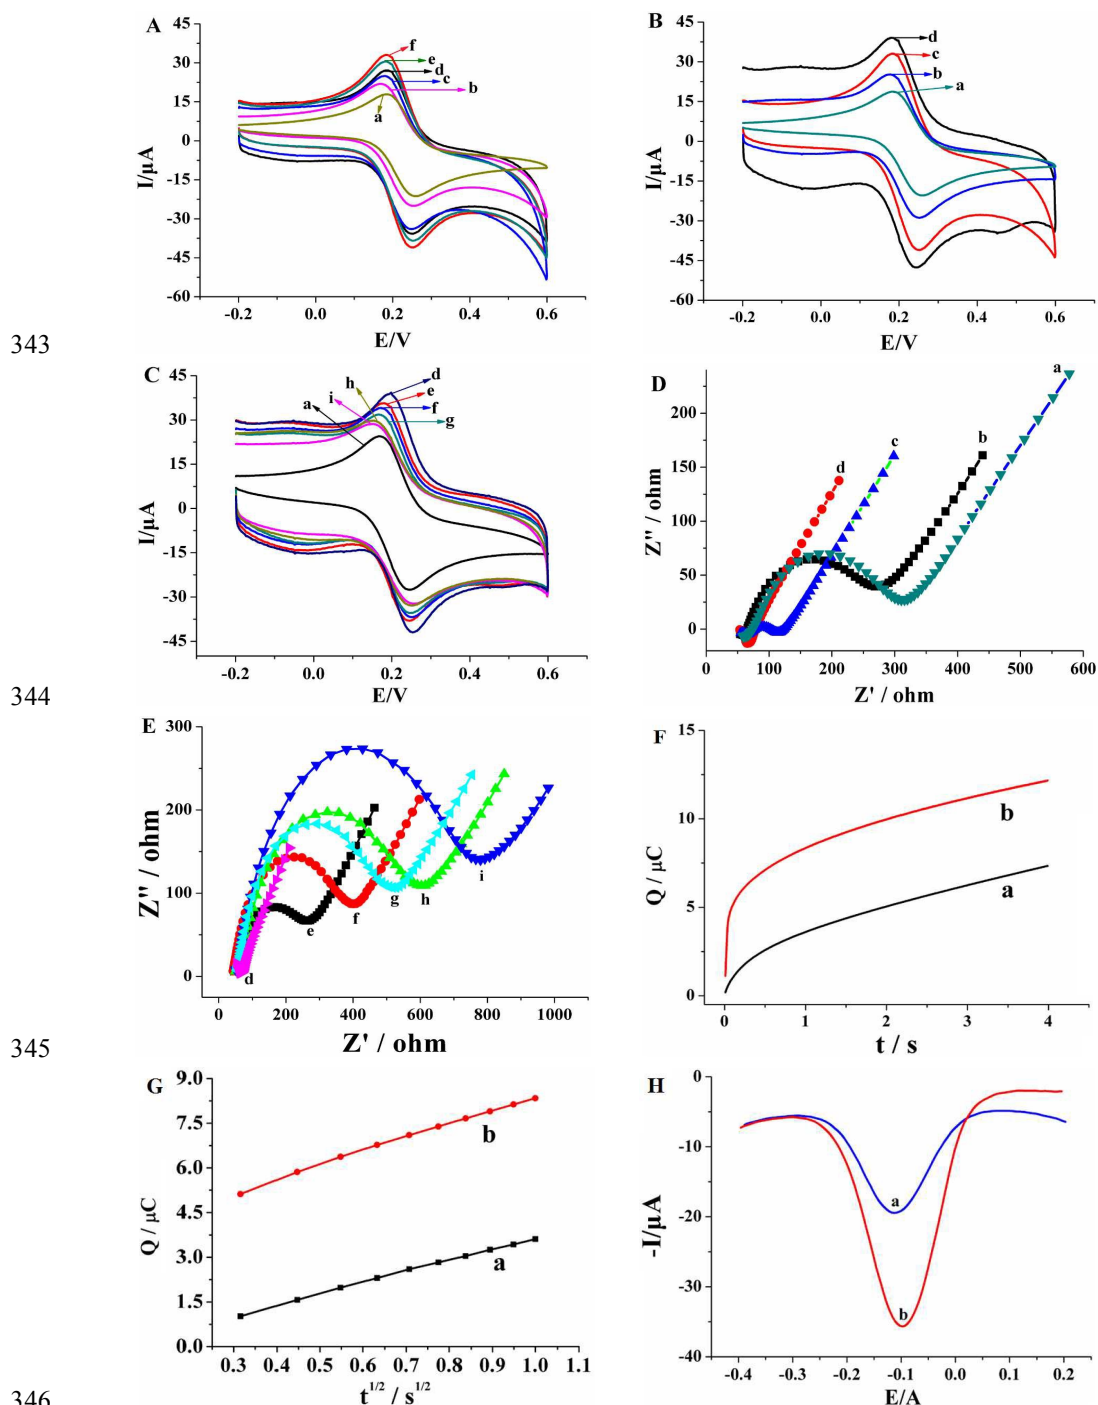 A
45
30
15
0
-15
-30
-45
-60
I/μA
f
e
d
c
b
a
-0.2 0.0 0.2 0.4 0.6
E/V
B
45
30
15
0
-15
-30
-45
-60
I/μA
d
c
b
a
-0.2 0.0 0.2 0.4 0.6
E/V
343
C
45
30
15
0
-15
-30
-45
I/μA
h
i
a
d
e
f
g
-0.2 0.0 0.2 0.4 0.6
E/V
D
200
150
100
50
0
Z'' / ohm
a
b
c
d
0 100 200 300 400 500 600
Z' / ohm
344
E
300
200
100
0
Z'' / ohm
d
e
f
g
h
i
0 200 400 600 800 1000
Z' / ohm
F
15
10
5
0
Q / μC
b
a
0 1 2 3 4
t / s
345
G
9.0
7.5
6.0
4.5
3.0
1.5
0.0
Q / μC
b
a
0.3 0.4 0.5 0.6 0.7 0.8 0.9 1.0 1.1
t1/2 / s1/2
H
0
-10
-20
-30
-40
-I/μA
a
b
-0.4 -0.3 -0.2 -0.1 0.0 0.1 0.2
E/A
346